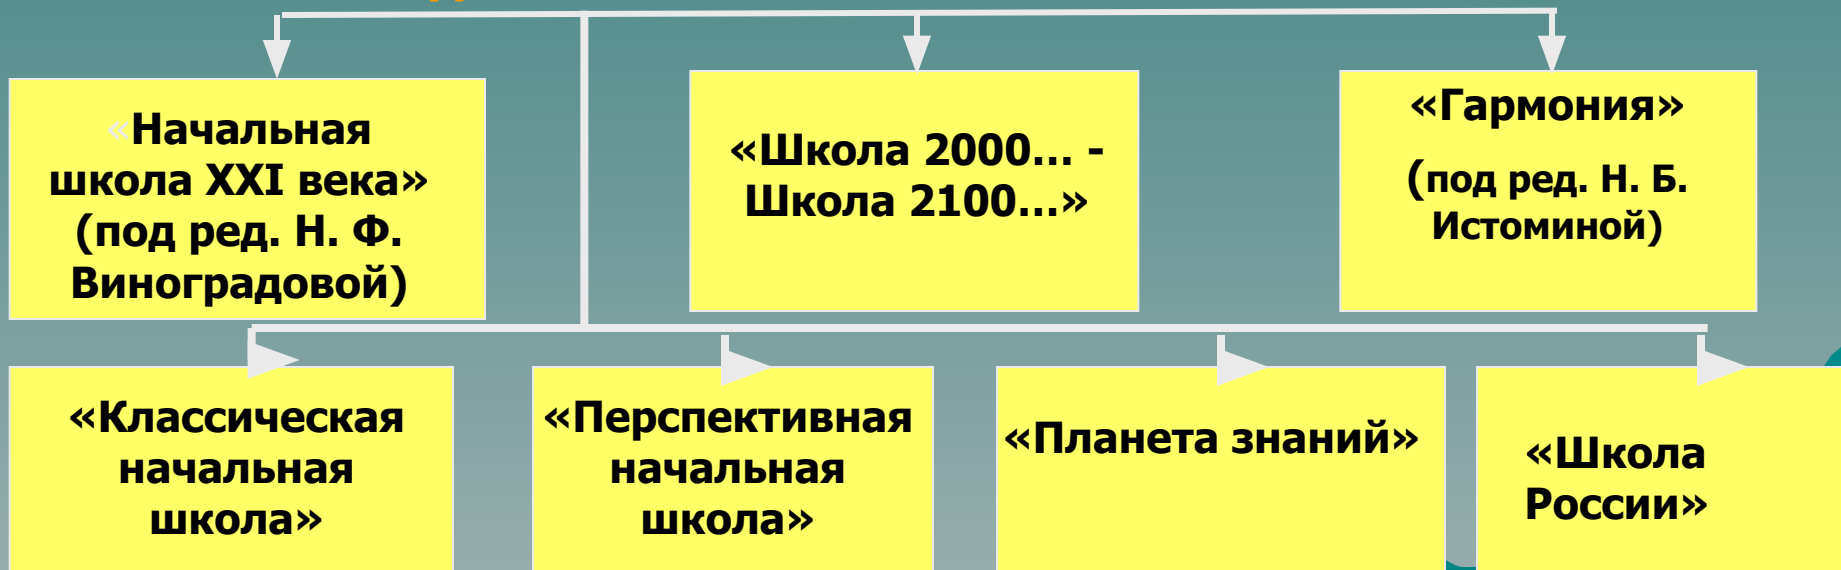 «Начальная
школа XXI века»
(под ред. Н. Ф.
Виноградовой)
«Школа 2000... -
Школа 2100...»
«Гармония»
(под ред. Н. Б.
Истоминой)
«Классическая
начальная
школа»
«Перспективная
начальная
школа»
«Планета знаний»
«Школа
России»